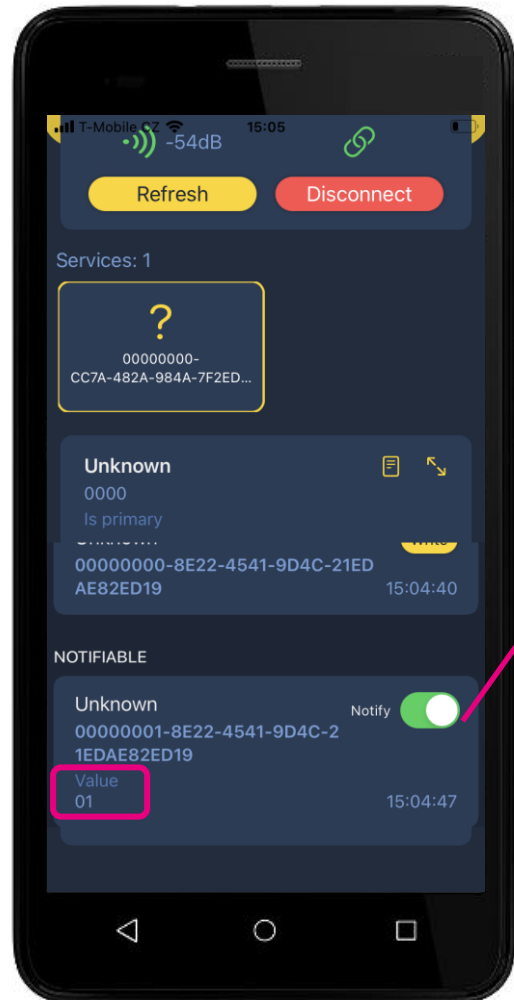 T-Mobile CZ 15:05
-54dB
Refresh Disconnect
Services: 1
?
00000000-
CC7A-482A-984A-7F2ED...
Unknown
0000
Is primary
00000000-8E22-4541-9D4C-21ED
AE82ED19 15:04:40
NOTIFIABLE
Unknown Notify
00000001-8E22-4541-9D4C-2
1EDAE82ED19
Value
01 15:04:47